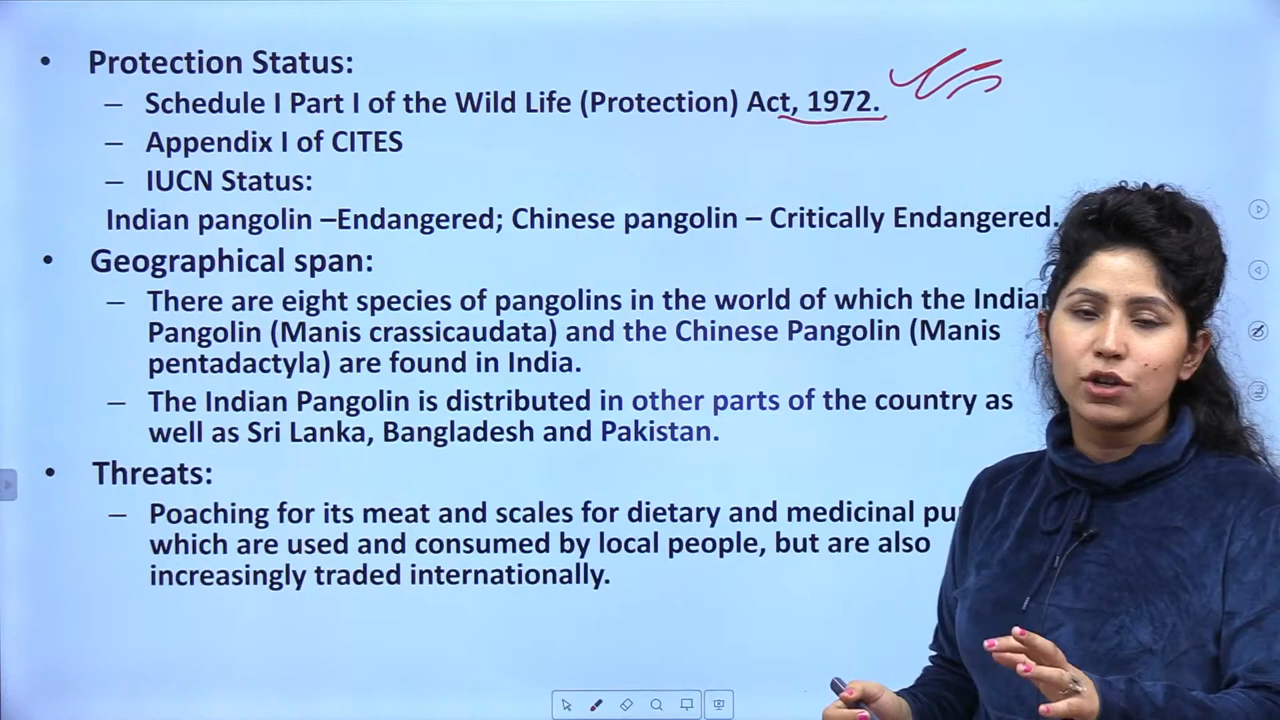 • Protection Status:
– Schedule I Part I of the Wild Life (Protection) Act, 1972.
– Appendix I of CITES
– IUCN Status:
Indian pangolin –Endangered; Chinese pangolin – Critically Endangered.
• Geographical span:
– There are eight species of pangolins in the world of which the Indian
Pangolin (Manis crassicaudata) and the Chinese Pangolin (Manis
pentadactyla) are found in India.
– The Indian Pangolin is distributed in other parts of the country as
well as Sri Lanka, Bangladesh and Pakistan.
• Threats:
– Poaching for its meat and scales for dietary and medicinal
which are used and consumed by local people, but are also
increasingly traded internationally.